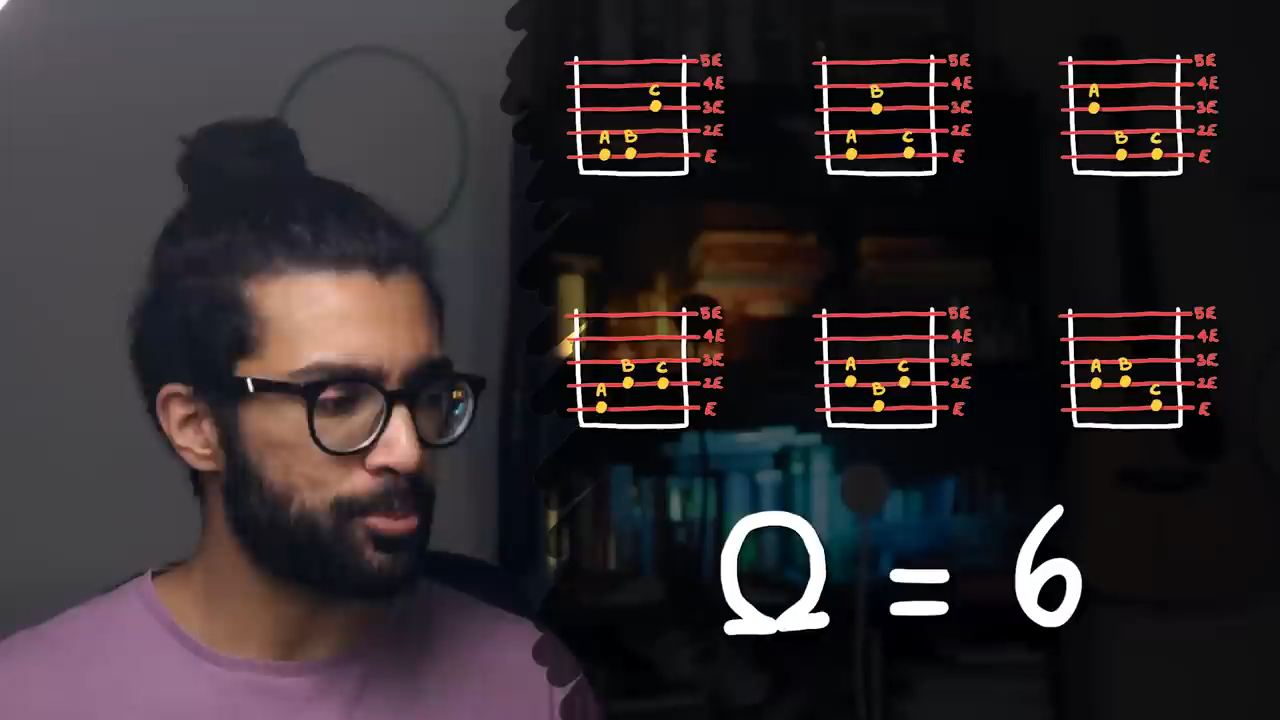 5E 5E 5E
4E 4E 4E
C B A
3E 3E 3E
2E 2E 2E
A B A C B C
E E E
5E 5E 5E
4E 4E 4E
3E 3E 3E
B C A C A B
2E 2E 2E
A B C
E E E
Ω = 6